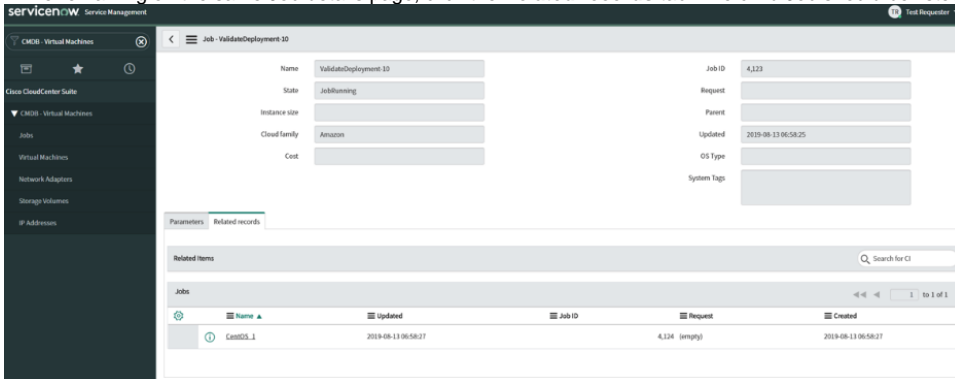 servicenow Service Management
TR Test Requester
CMDB - Virtual Machines
Job - ValidateDeployment-10
Name ValidateDeployment-10 Job ID 4,123
State JobRunning Request
Cisco CloudCenter Suite
Instance size Parent
CMDB - Virtual Machines
Cloud family Amazon Updated 2019-08-13 06:58:25
Jobs
Cost OS Type
Virtual Machines
System Tags
Network Adapters
Storage Volumes
IP Addresses
Parameters Related records
Related Items Search for CI
Jobs 1 to 1 of 1
Name Updated Job ID Request Created
CentOS_1 2019-08-13 06:58:27 4,124 (empty) 2019-08-13 06:58:27